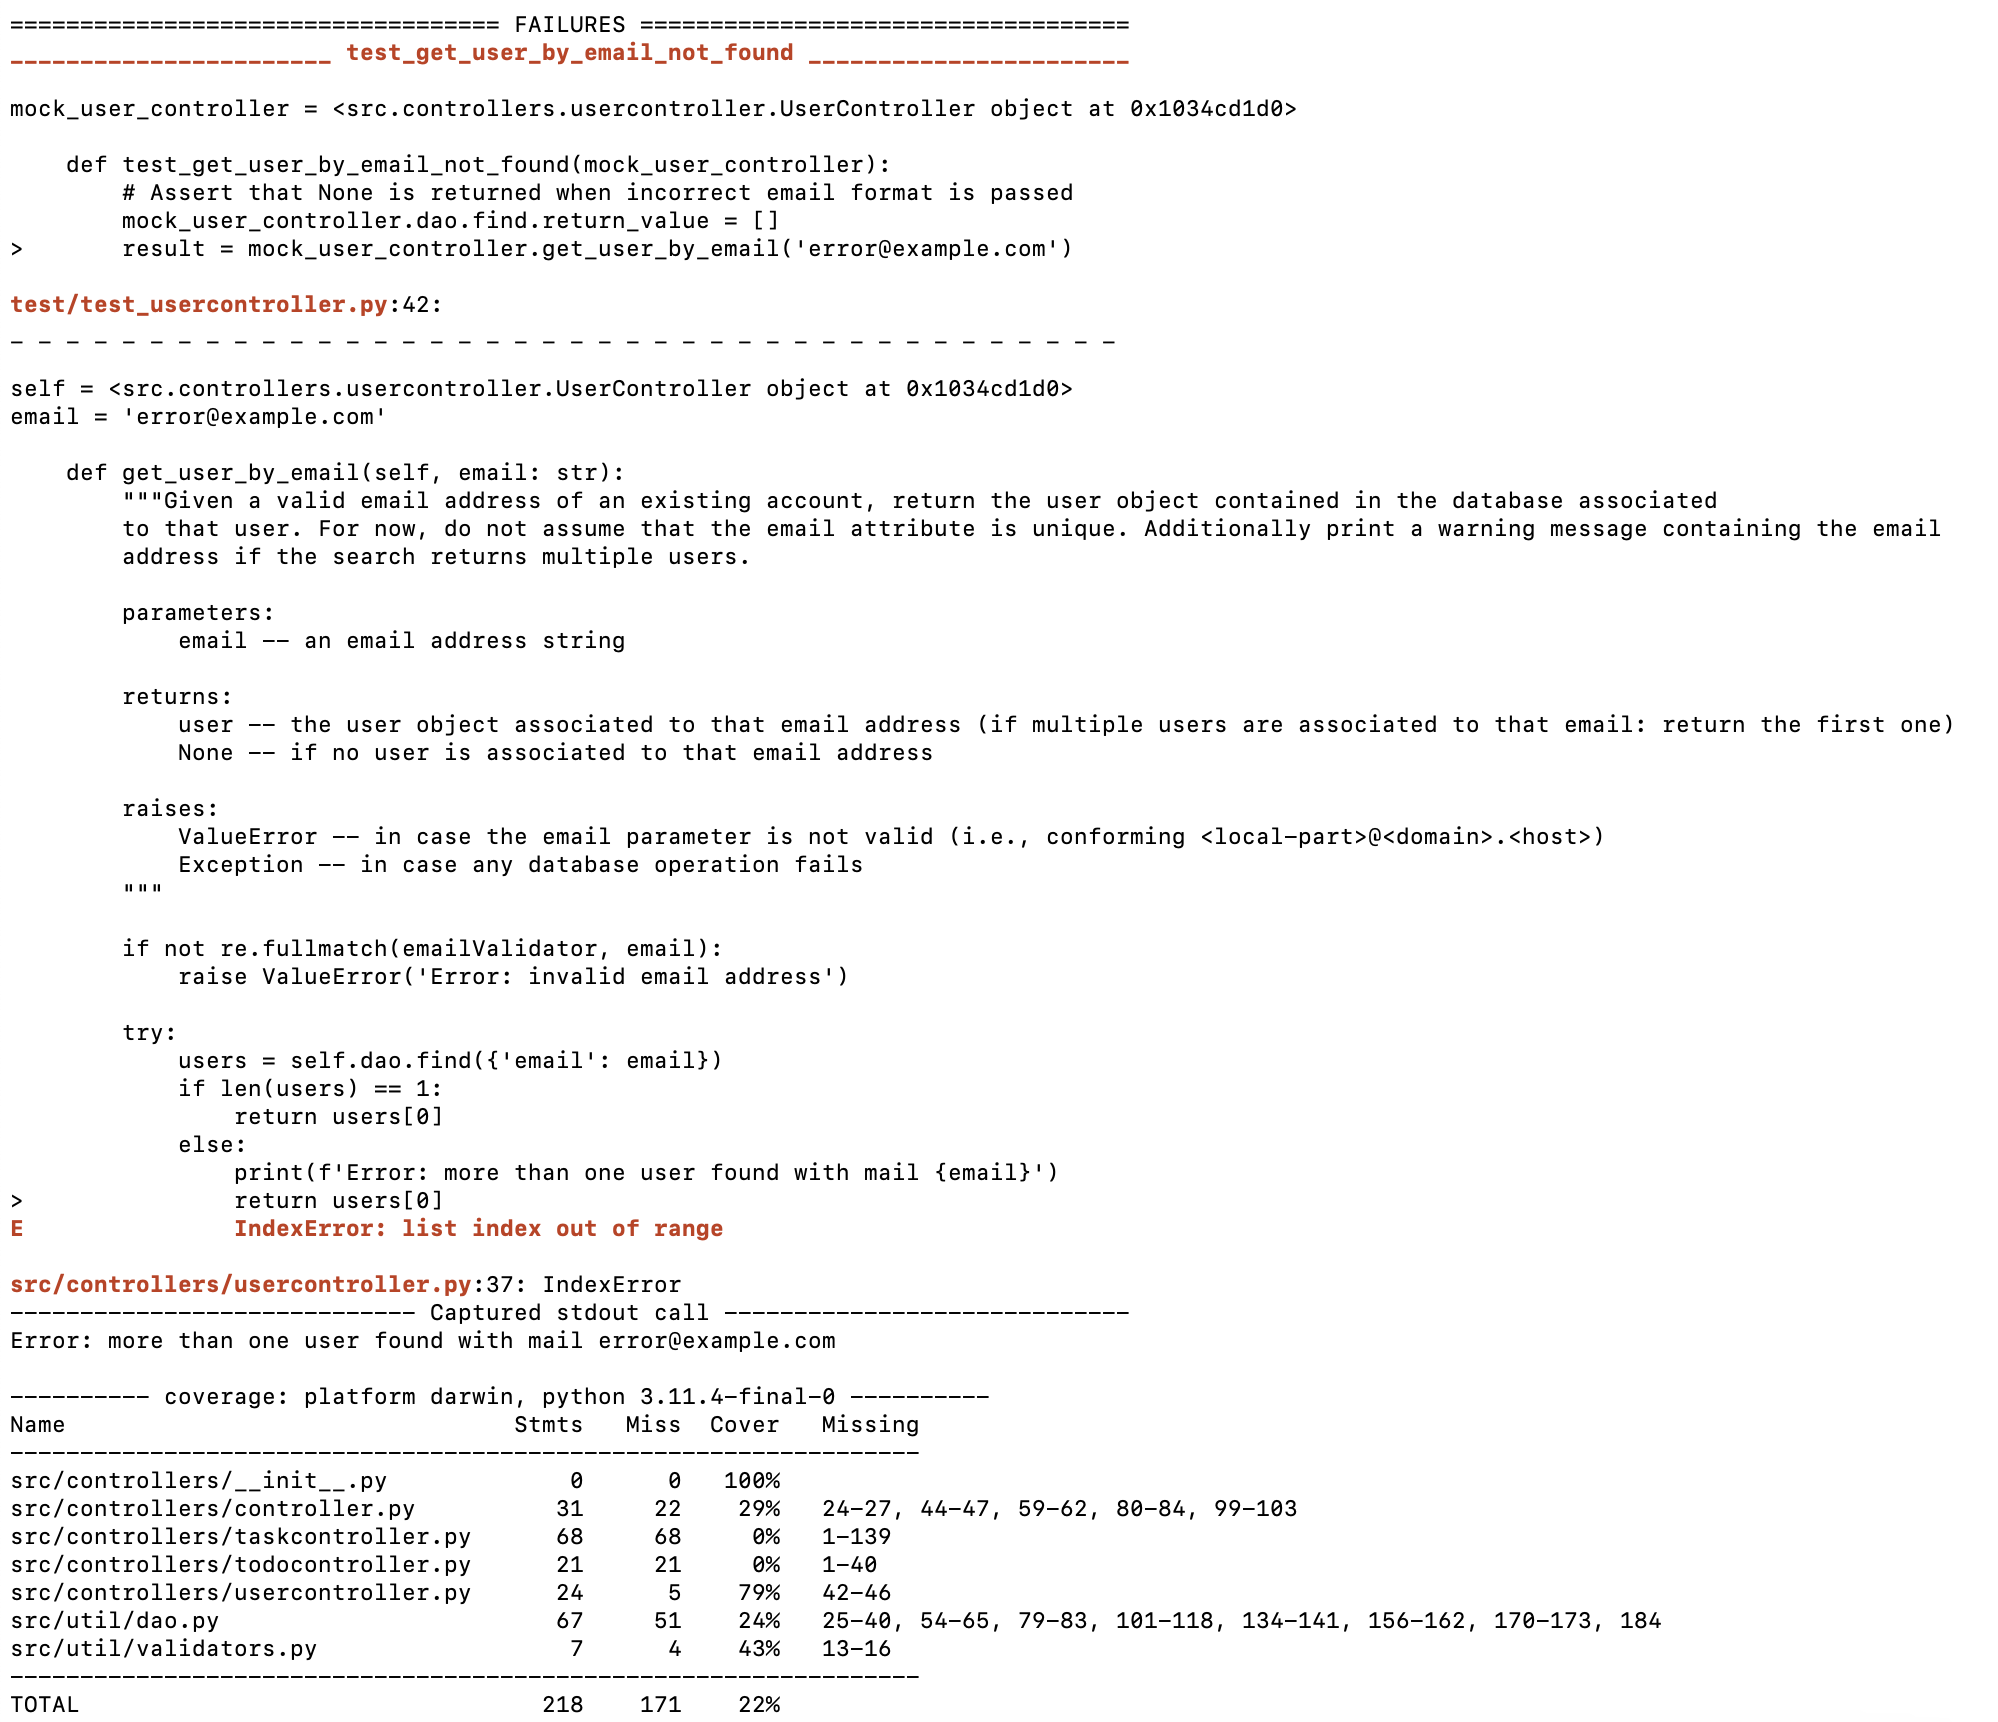 =================================== FAILURES ===================================
_______________________ test_get_user_by_email_not_found _______________________

mock_user_controller = <src.controllers.usercontroller.UserController object at 0x1034cd1d0>

    def test_get_user_by_email_not_found(mock_user_controller):
        # Assert that None is returned when incorrect email format is passed
        mock_user_controller.dao.find.return_value = []
>       result = mock_user_controller.get_user_by_email('error@example.com')

test/test_usercontroller.py:42:
_ _ _ _ _ _ _ _ _ _ _ _ _ _ _ _ _ _ _ _ _ _ _ _ _ _ _ _ _ _ _ _ _ _ _ _ _ _ _ _

self = <src.controllers.usercontroller.UserController object at 0x1034cd1d0>
email = 'error@example.com'

    def get_user_by_email(self, email: str):
        """Given a valid email address of an existing account, return the user object contained in the database associated
        to that user. For now, do not assume that the email attribute is unique. Additionally print a warning message containing the email
        address if the search returns multiple users.

        parameters:
            email -- an email address string

        returns:
            user -- the user object associated to that email address (if multiple users are associated to that email: return the first one)
            None -- if no user is associated to that email address

        raises:
            ValueError -- in case the email parameter is not valid (i.e., conforming <local-part>@<domain>.<host>)
            Exception -- in case any database operation fails
        """

        if not re.fullmatch(emailValidator, email):
            raise ValueError('Error: invalid email address')

        try:
            users = self.dao.find({'email': email})
            if len(users) == 1:
                return users[0]
            else:
                print(f'Error: more than one user found with mail {email}')
>               return users[0]
E               IndexError: list index out of range

src/controllers/usercontroller.py:37: IndexError
----------------------------- Captured stdout call -----------------------------
Error: more than one user found with mail error@example.com

---------- coverage: platform darwin, python 3.11.4-final-0 ----------
Name                                Stmts   Miss  Cover   Missing
-----------------------------------------------------------------
src/controllers/__init__.py             0      0   100%
src/controllers/controller.py          31     22    29%   24-27, 44-47, 59-62, 80-84, 99-103
src/controllers/taskcontroller.py      68     68     0%   1-139
src/controllers/todocontroller.py      21     21     0%   1-40
src/controllers/usercontroller.py      24      5    79%   42-46
src/util/dao.py                        67     51    24%   25-40, 54-65, 79-83, 101-118, 134-141, 156-162, 170-173, 184
src/util/validators.py                  7      4    43%   13-16
-----------------------------------------------------------------
TOTAL                                 218    171    22%